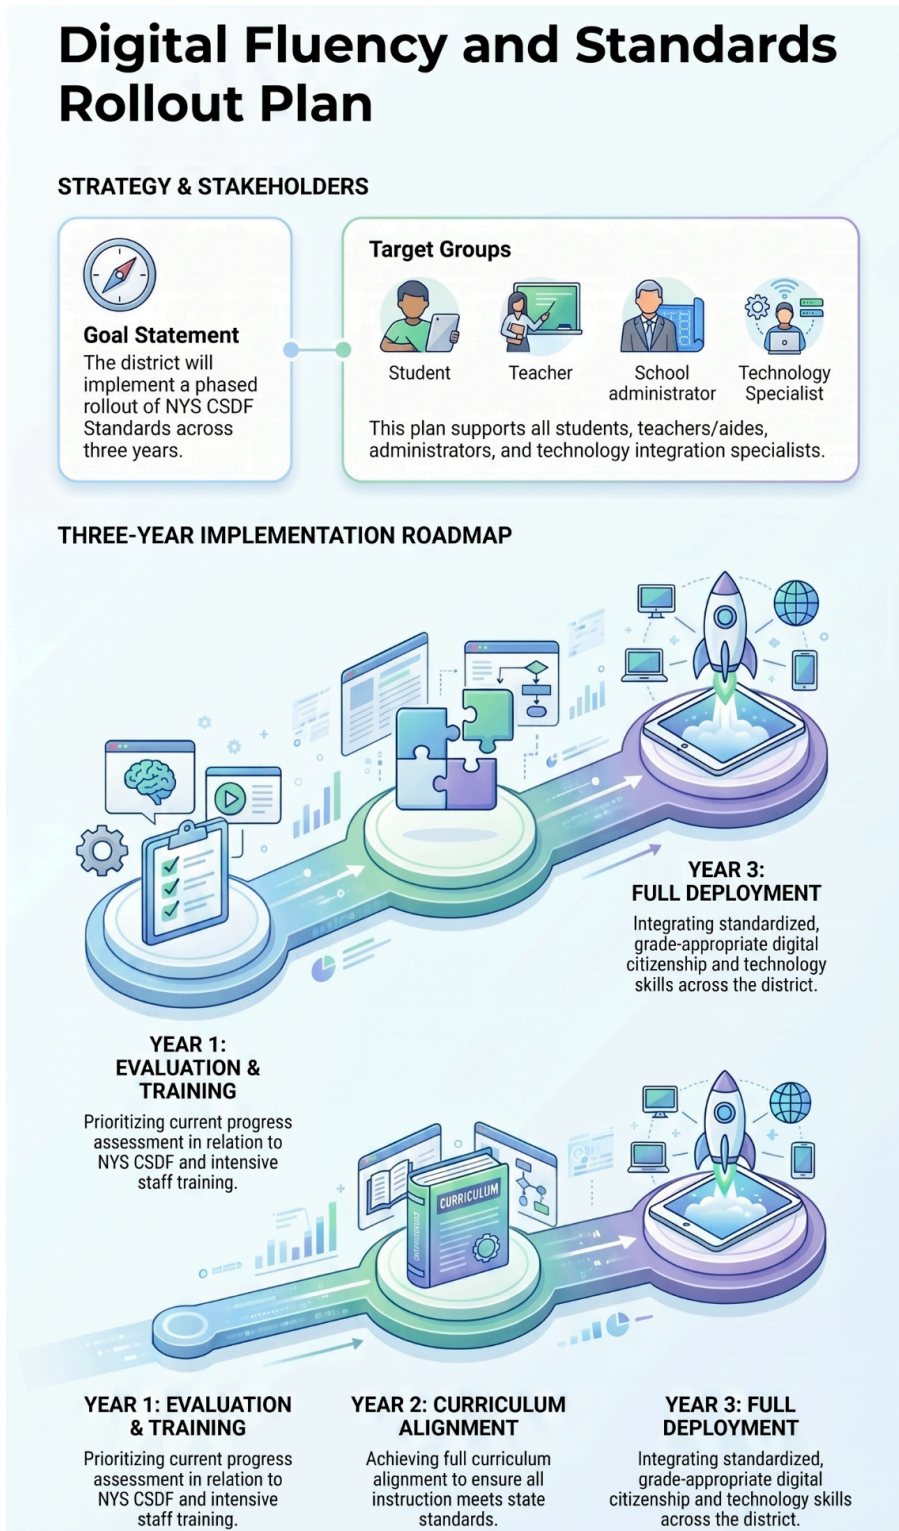 Digital Fluency and Standards
Rollout Plan
STRATEGY & STAKEHOLDERS
Goal Statement
The district will
implement a phased
rollout of NYS CSDF
Standards across
three years.
Target Groups
Student
Teacher
School
administrator
Technology
Specialist
This plan supports all students, teachers/aides,
administrators, and technology integration specialists.
THREE-YEAR IMPLEMENTATION ROADMAP
YEAR 3:
FULL DEPLOYMENT
Integrating standardized,
grade-appropriate digital
citizenship and technology
skills across the district.
YEAR 1:
EVALUATION &
TRAINING
Prioritizing current progress
assessment in relation to
NYS CSDF and intensive
staff training.
CURRICULUM
YEAR 1: EVALUATION
& TRAINING
Prioritizing current progress
assessment in relation to
NYS CSDF and intensive
staff training.
YEAR 2: CURRICULUM
ALIGNMENT
Achieving full curriculum
alignment to ensure all
instruction meets state
standards.
YEAR 3: FULL
DEPLOYMENT
Integrating standardized,
grade-appropriate digital
citizenship and technology skills
across the district.